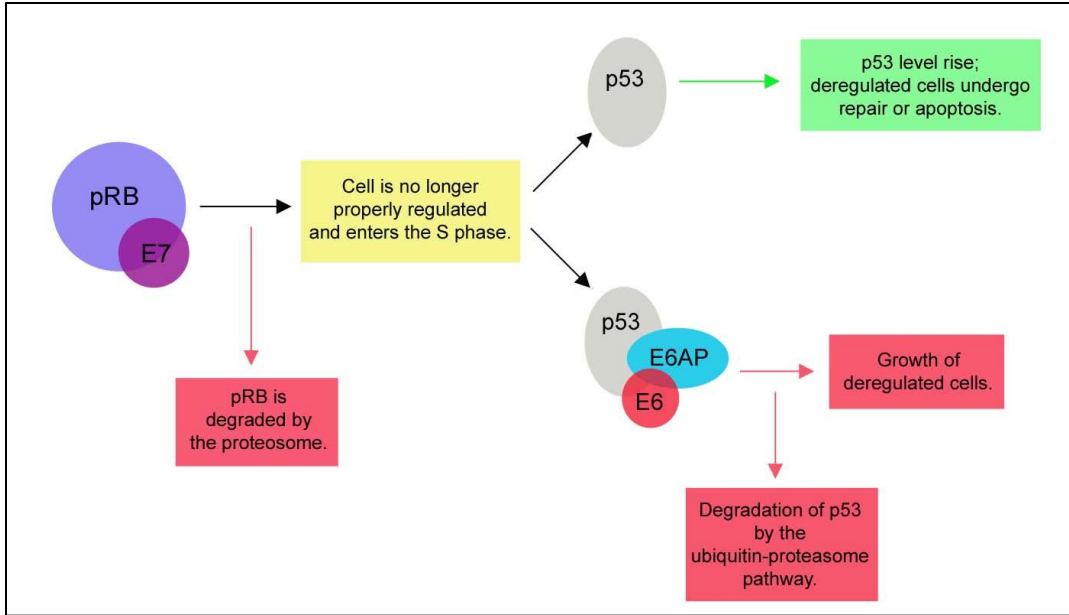 pRB
E7
Cell is no longer
properly regulated
and enters the S phase.
pRB is
degraded by
the proteosome.
p53
p53 level rise;
deregulated cells undergo
repair or apoptosis.
p53
E6AP
E6
Growth of
deregulated cells.
Degradation of p53
by the
ubiquitin-proteasome
pathway.